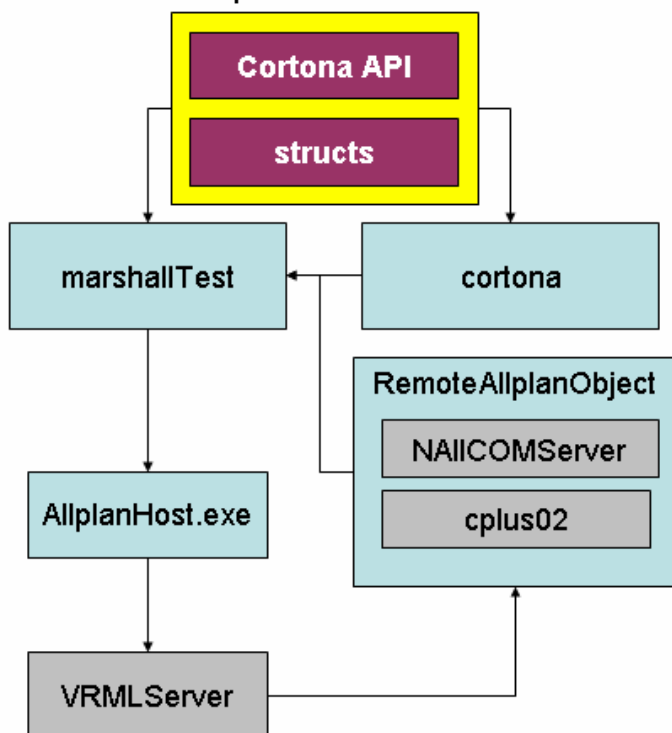 Cortona API
structs
marshallTest
cortona
RemoteAllplanObject
NAllCOMServer
AllplanHost.exe
cplus02
VRMLServer